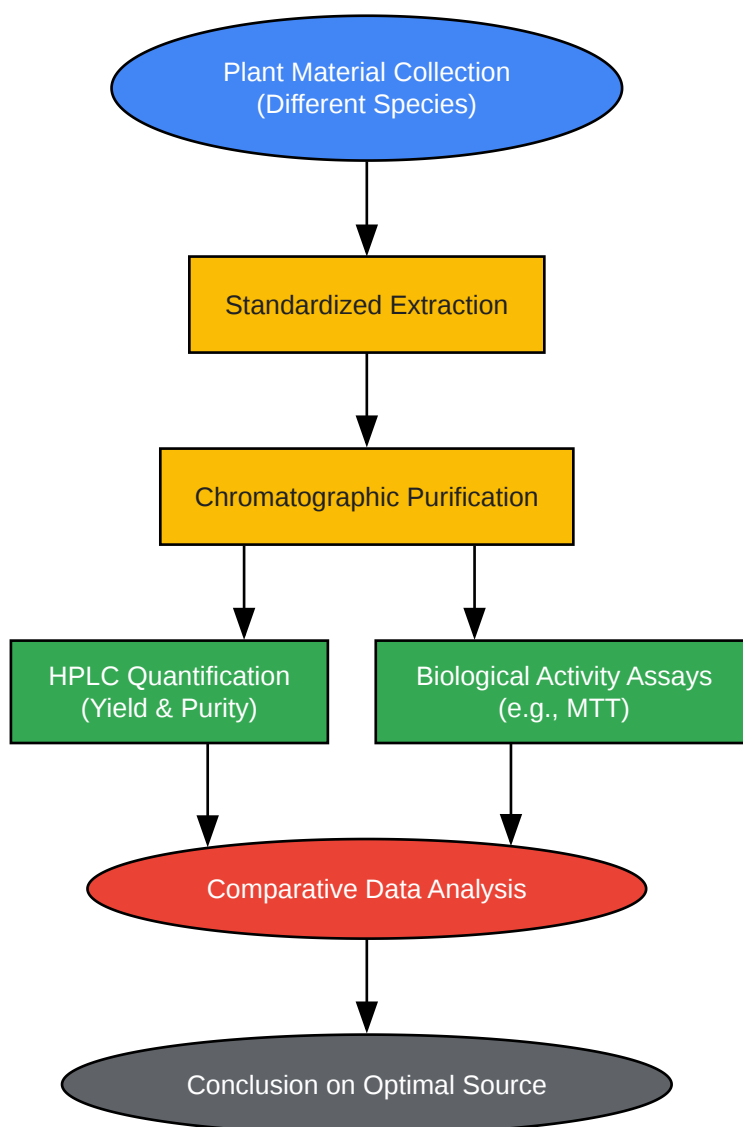 Plant Material Collection
(Different Species)
Standardized Extraction
Chromatographic Purification
HPLC Quantification
(Yield & Purity)
Biological Activity Assays
(e.g., MTT)
Comparative Data Analysis
Conclusion on Optimal Source